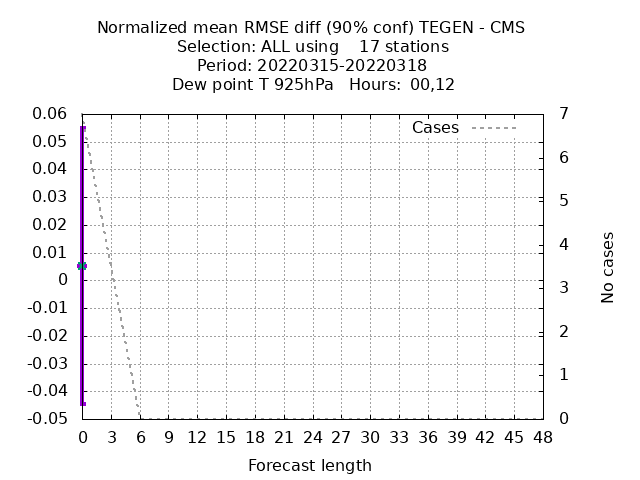 Normalized mean RMSE diff (90% conf) TEGEN - CMS
Selection: ALL using 17 stations
Period: 20220315-20220318
Dew point T 925hPa Hours: 00,12
Cases
0.06
0.05
0.04
0.03
0.02
0.01
0
-0.01
-0.02
-0.03
-0.04
-0.05
7
6
5
4
3
2
1
0
No cases
0 3 6 9 12 15 18 21 24 27 30 33 36 39 42 45 48
Forecast length